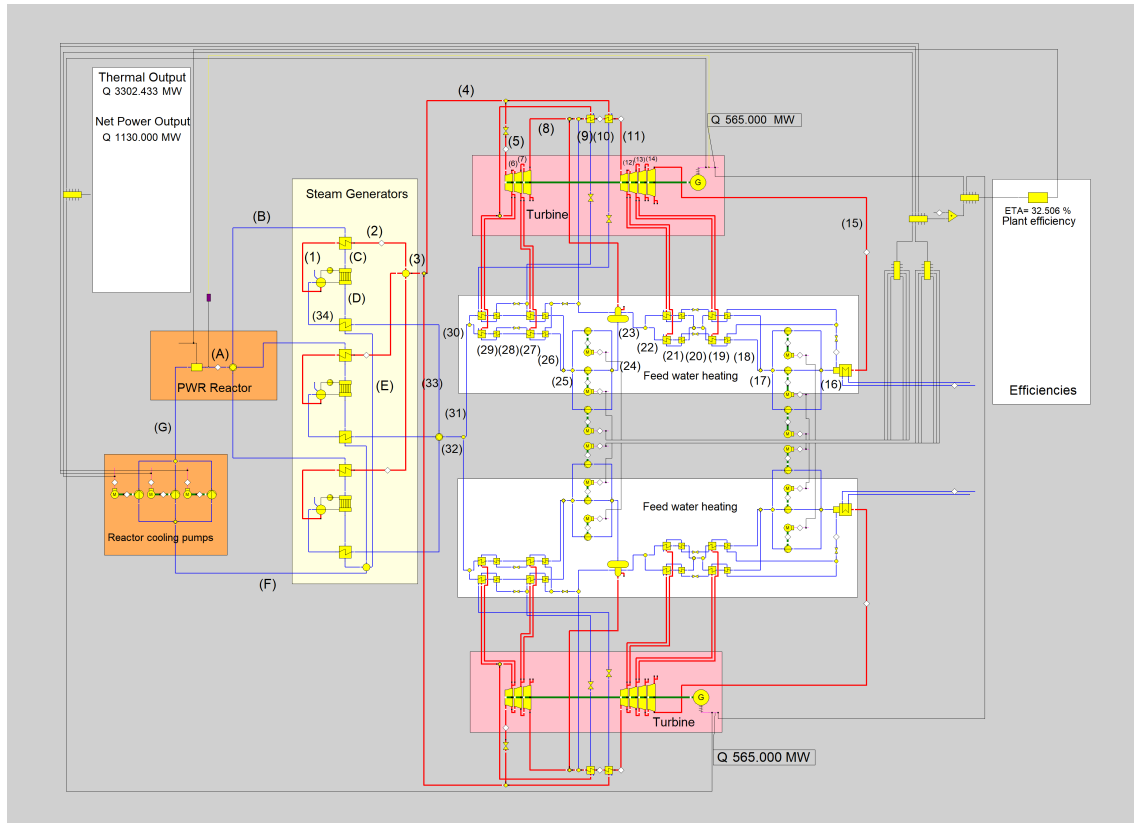 Thermal Output
Q 3302.433 MW
Net Power Output
Q 1130.000 MW
(4)
(5)
(6)
(7)
(8)
(9)
(10)
(11)
Q 565.000 MW
(12)
(13)
(14)
G
Turbine
(15)
Steam Generators
(B)
(1)
(2)
(C)
(3)
(D)
(34)
(E)
(33)
(A)
PWR Reactor
(G)
M
M
M
Reactor cooling pumps
(F)
(30)
(29)
(28)
(27)
(26)
(25)
(24)
(23)
(22)
(21)
(20)
(19)
(18)
(17)
(16)
(31)
(32)
M
M
M
M
M
M
M
M
Feed water heating
ETA= 32.506 %
Plant efficiency
Efficiencies
Feed water heating
M
M
M
M
G
Turbine
Q 565.000 MW